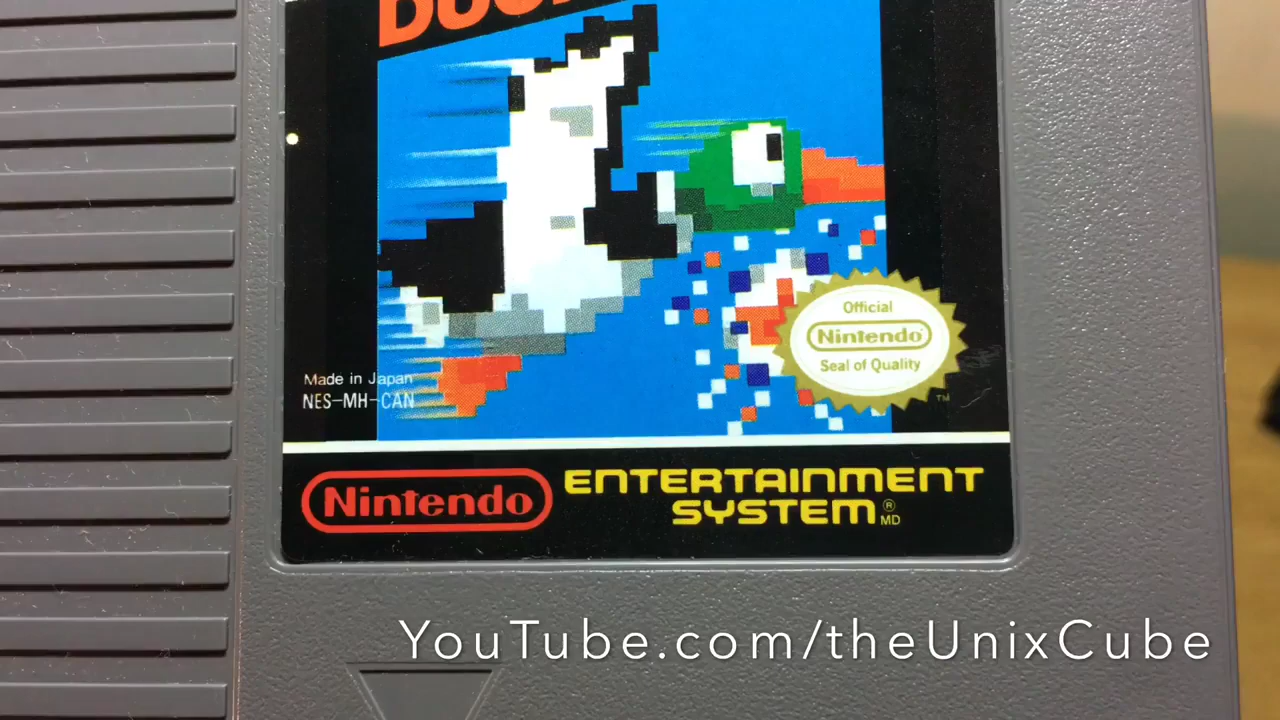 Official
Nintendo
Seal of Quality
Made in Japan
NES-MH-CAN
TM
Nintendo
ENTERTAINMENT
SYSTEM®
MD
YouTube.com/theUnixCube